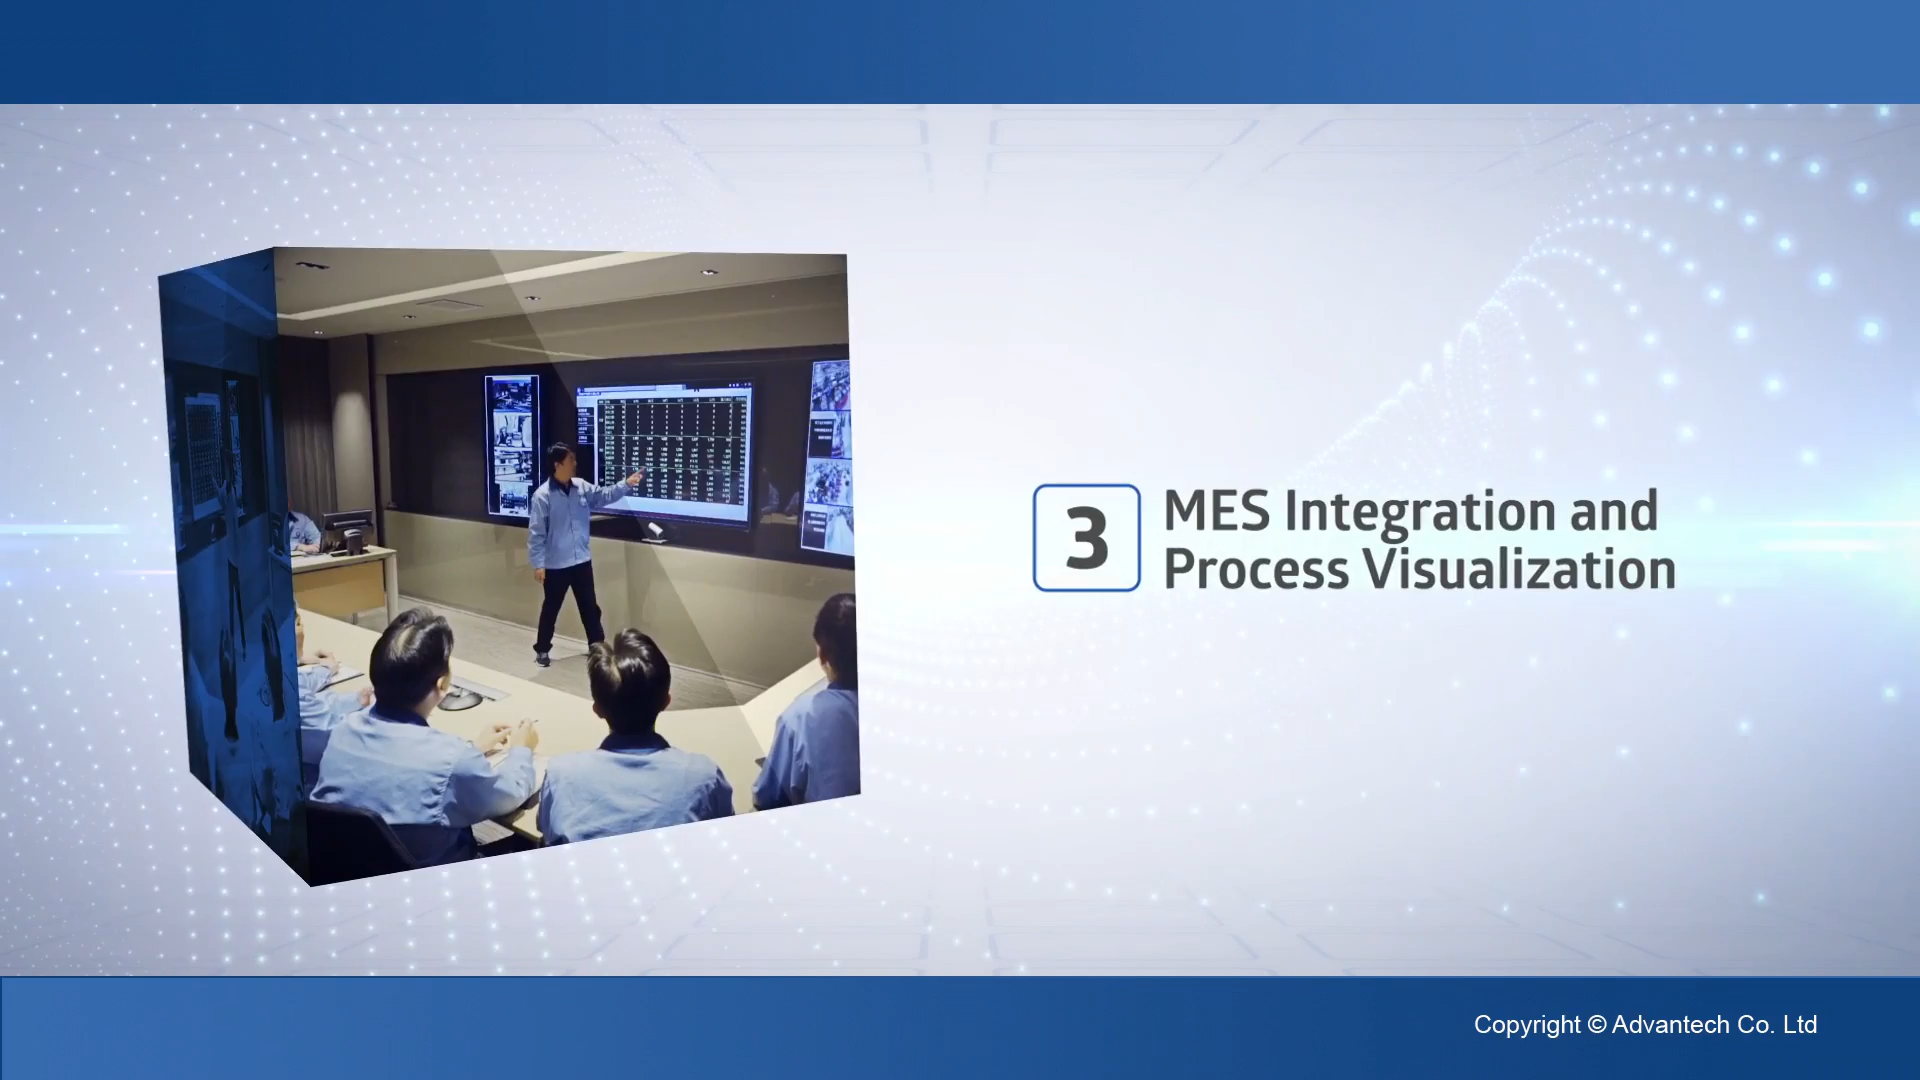 3
MES Integration and
Process Visualization
Copyright © Advantech Co. Ltd